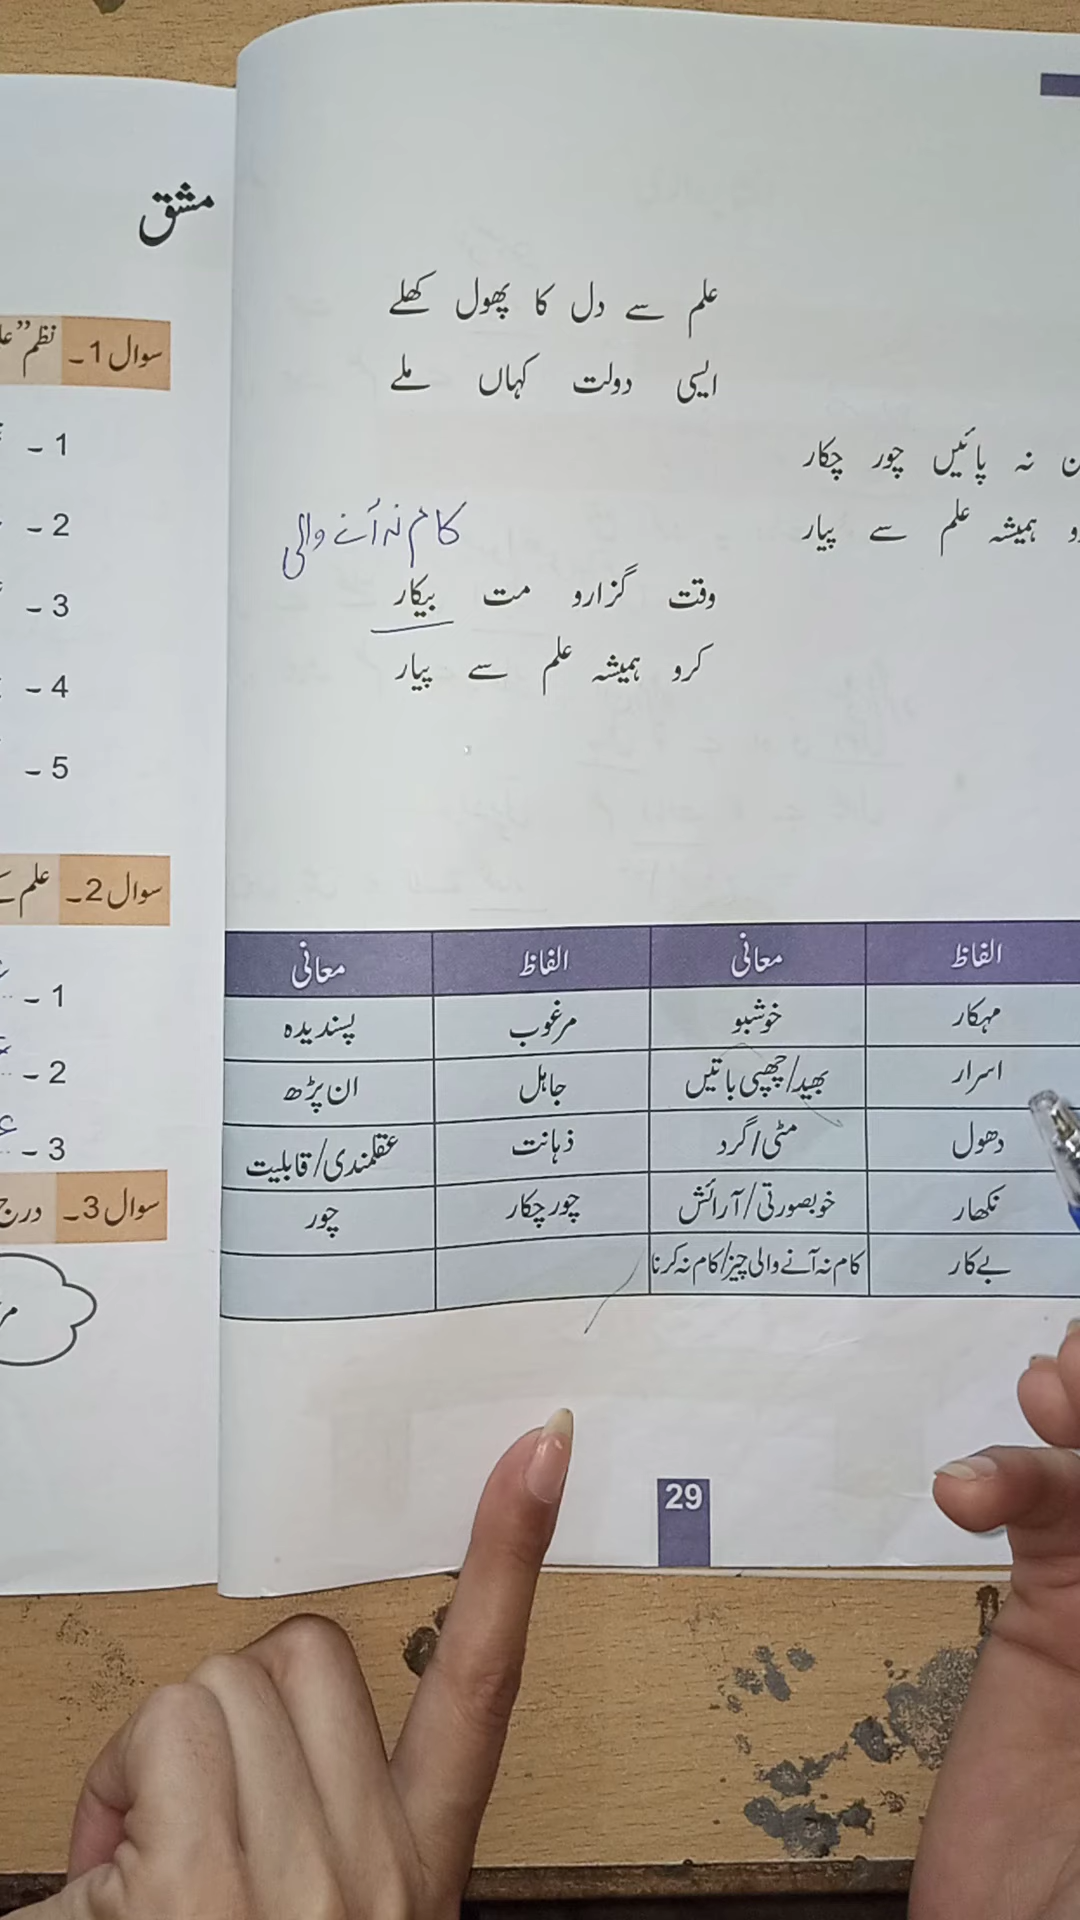 علم سے دل کا پھول کھلے
ایسی دولت کہاں ملے
نہ پائیں چور چکار
ہمیشہ علم سے پیار
کام نہ آنے والی
وقت گزارو مت بیکار
کرو ہمیشہ علم سے پیار
الفاظ معانی الفاظ معانی
مہکار خوشبو مرغوب پسندیدہ
اسرار بھید/چھپی باتیں جاہل ان پڑھ
دھول مٹی/گرد ذہانت عقلمندی/قابلیت
نکھار خوبصورتی/آرائش چور چکار چور
بے کار کام نہ آنے والی چیز/کام نہ کرنا
29
مشق
سوال 1۔ نظم "
1 ۔
2 ۔
3 ۔
4 ۔
5 ۔
سوال 2۔ علم
1 ۔
2 ۔
3 ۔
سوال 3۔ درج